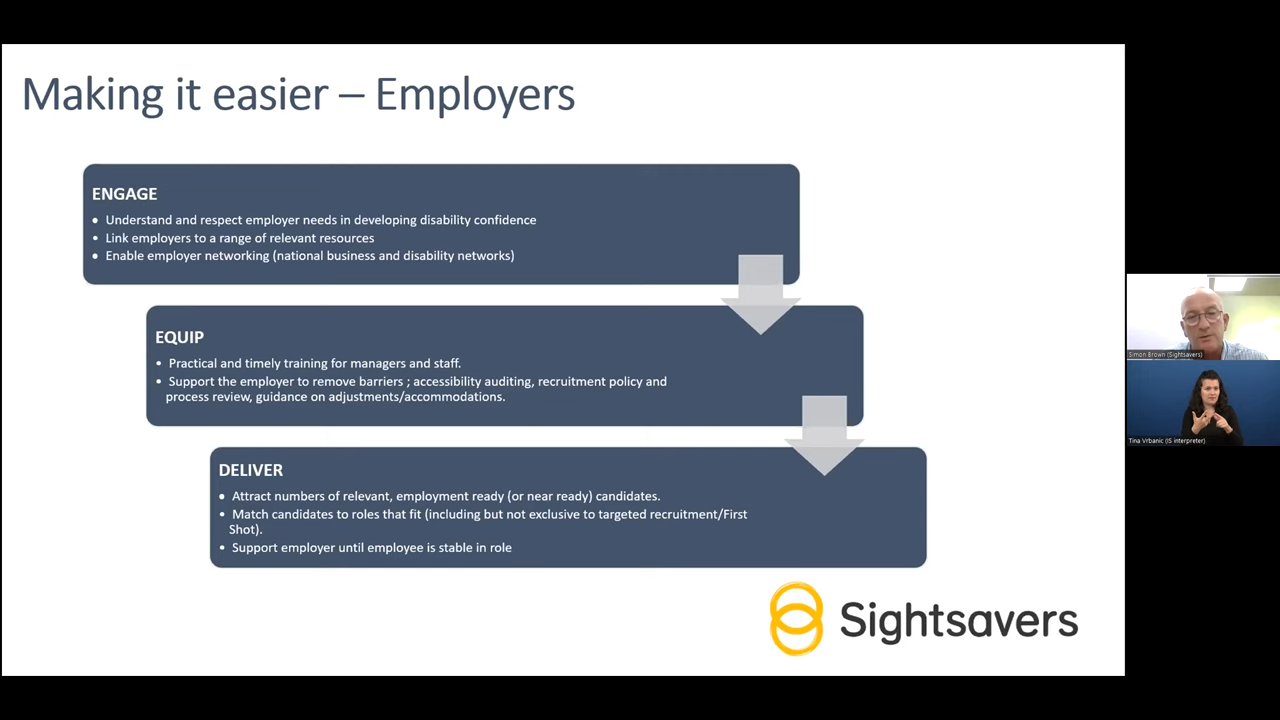 Making it easier – Employers
ENGAGE
• Understand and respect employer needs in developing disability confidence
• Link employers to a range of relevant resources
• Enable employer networking (national business and disability networks)
EQUIP
• Practical and timely training for managers and staff.
• Support the employer to remove barriers ; accessibility auditing, recruitment policy and
process review, guidance on adjustments/accommodations.
DELIVER
• Attract numbers of relevant, employment ready (or near ready) candidates.
• Match candidates to roles that fit (including but not exclusive to targeted recruitment/First
Shot).
• Support employer until employee is stable in role
Sightsavers
Simon Brown (Sightsavers)
Tina Vrbanic (IS interpreter)